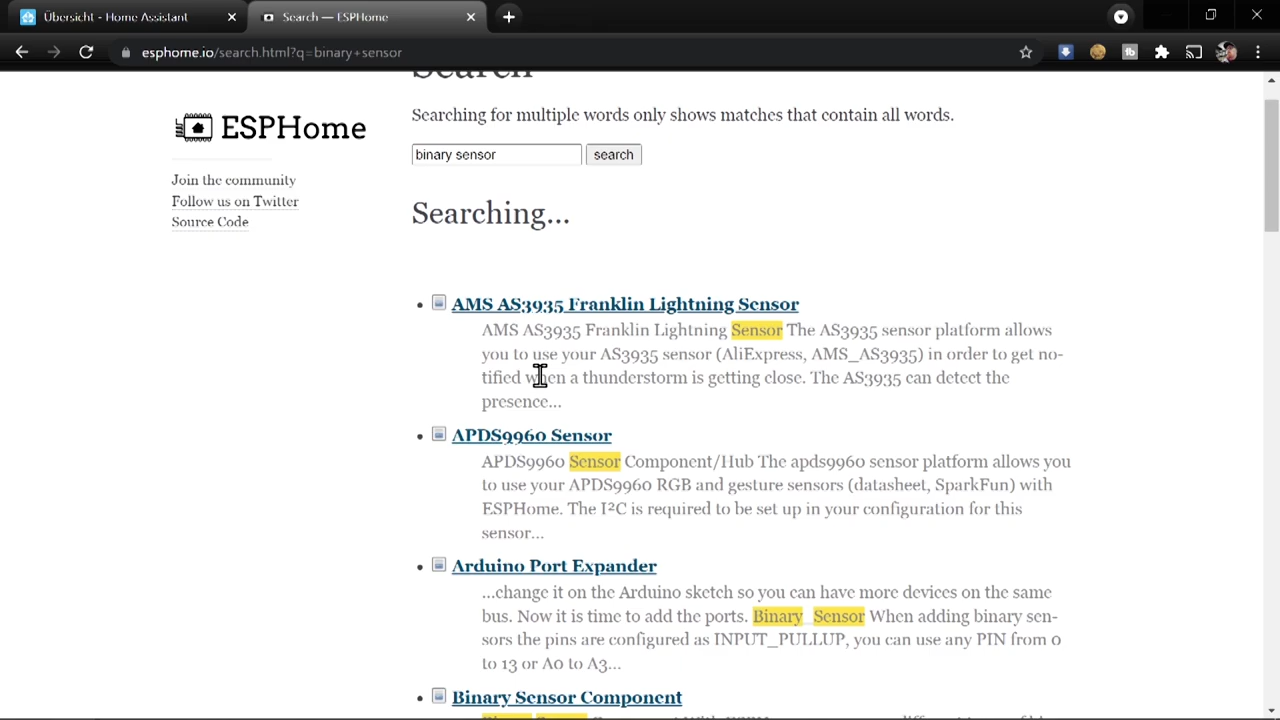 Übersicht - Home Assistant
Search — ESPHome
esphome.io/search.html?q=binary+sensor
Search
ESPHome
Join the community
Follow us on Twitter
Source Code
Searching for multiple words only shows matches that contain all words.
binary sensor
search
Searching...
AMS AS3935 Franklin Lightning Sensor
AMS AS3935 Franklin Lightning Sensor The AS3935 sensor platform allows
you to use your AS3935 sensor (AliExpress, AMS_AS3935) in order to get no-
tified when a thunderstorm is getting close. The AS3935 can detect the
presence...
APDS9960 Sensor
APDS9960 Sensor Component/Hub The apds9960 sensor platform allows you
to use your APDS9960 RGB and gesture sensors (datasheet, SparkFun) with
ESPHome. The I²C is required to be set up in your configuration for this
sensor...
Arduino Port Expander
...change it on the Arduino sketch so you can have more devices on the same
bus. Now it is time to add the ports. Binary_Sensor When adding binary sen-
sors the pins are configured as INPUT_PULLUP, you can use any PIN from 0
to 13 or A0 to A3...
Binary Sensor Component